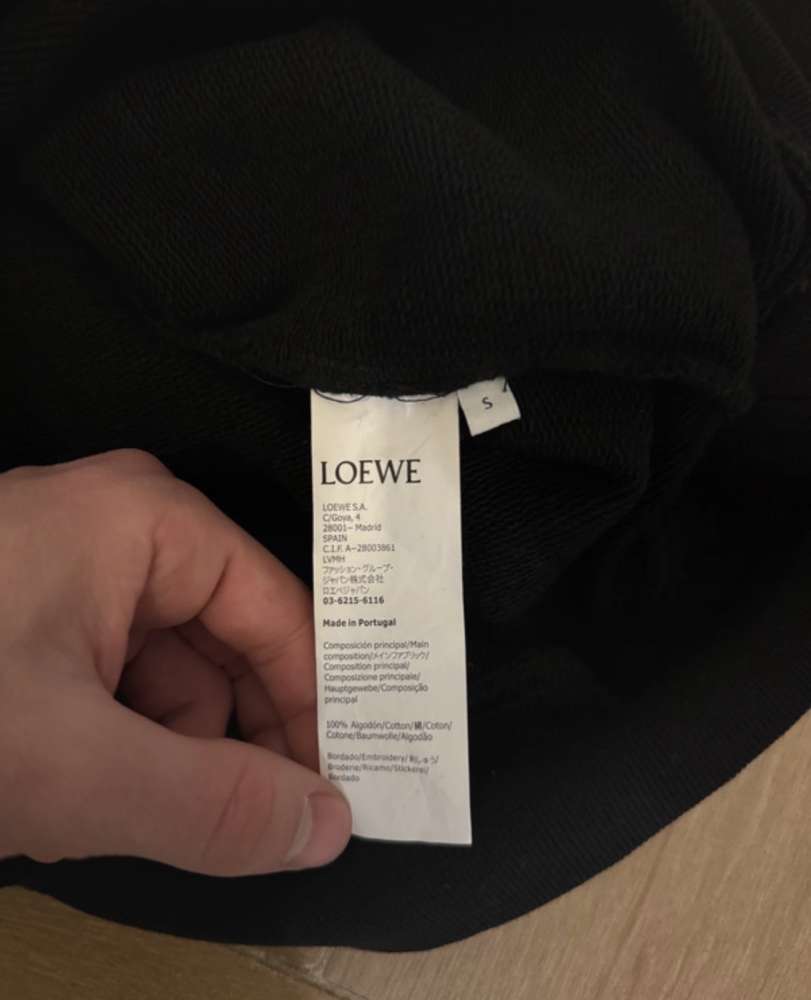 S
LOEWE
LOEWE S.A.
C/Goya, 4
28001– Madrid
SPAIN
C.I.F. A–28003861
LVMH
ファッション・グループ・
ジャパン株式会社
ロエベジャパン
03-6215-6116
Made in Portugal
Composición principal/Main
composition/メインファブリック/
Composition principal/
Composizione principale/
Hauptgewebe/Composição
principal
100% Algodón/Cotton/綿/Coton/
Cotone/Baumwolle/Algodão
Bordado/Embroidery/刺しゅう/
Broderie/Ricamo/Stickerei/
Bordado